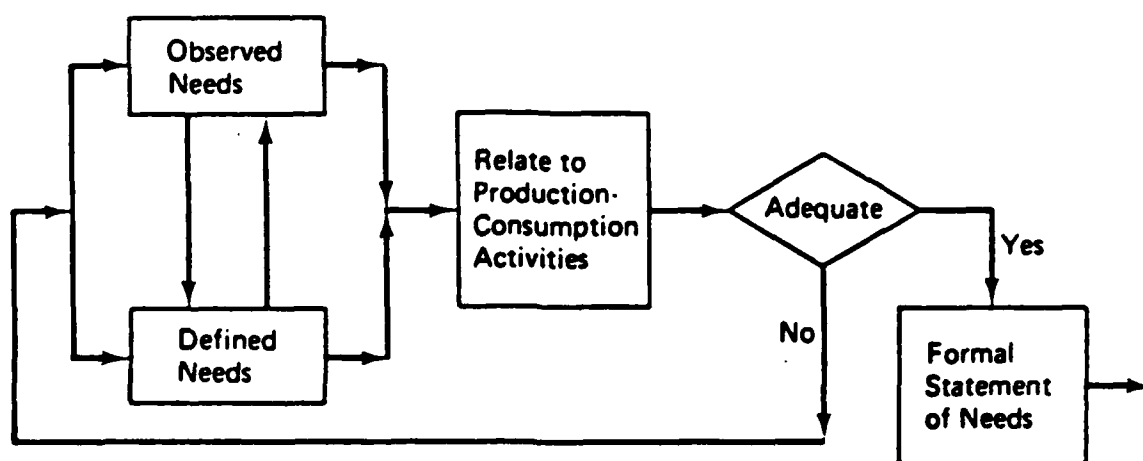 Observed
Needs
Relate to
Production-
Consumption
Activities
Adequate
Yes
Defined
Needs
No
Formal
Statement
of Needs